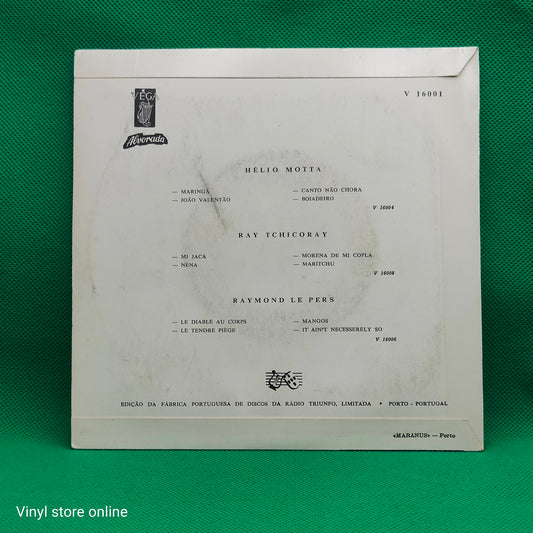 VEGA
V 16001
Alvorada
HÉLIO MOTTA
— MARINGÁ — CANTO NÃO CHORA
— JOÃO VALENTÃO — BOIADEIRO
V 16004
RAY TCHICORAY
— MI JACA — MORENA DE MI COPLA
— NENA — MARITCHU
V 16008
RAYMOND LE PERS
— LE DIABLE AU CORPS — MANGOS
— LE TENDRE PIÈGE — IT AIN'T NECESSERELY SO
V 16006
EDIÇÃO DA FÁBRICA PORTUGUESA DE DISCOS DA RÁDIO TRIUNFO, LIMITADA • PORTO - PORTUGAL
«MARANUS» — Porto
Vinyl store online